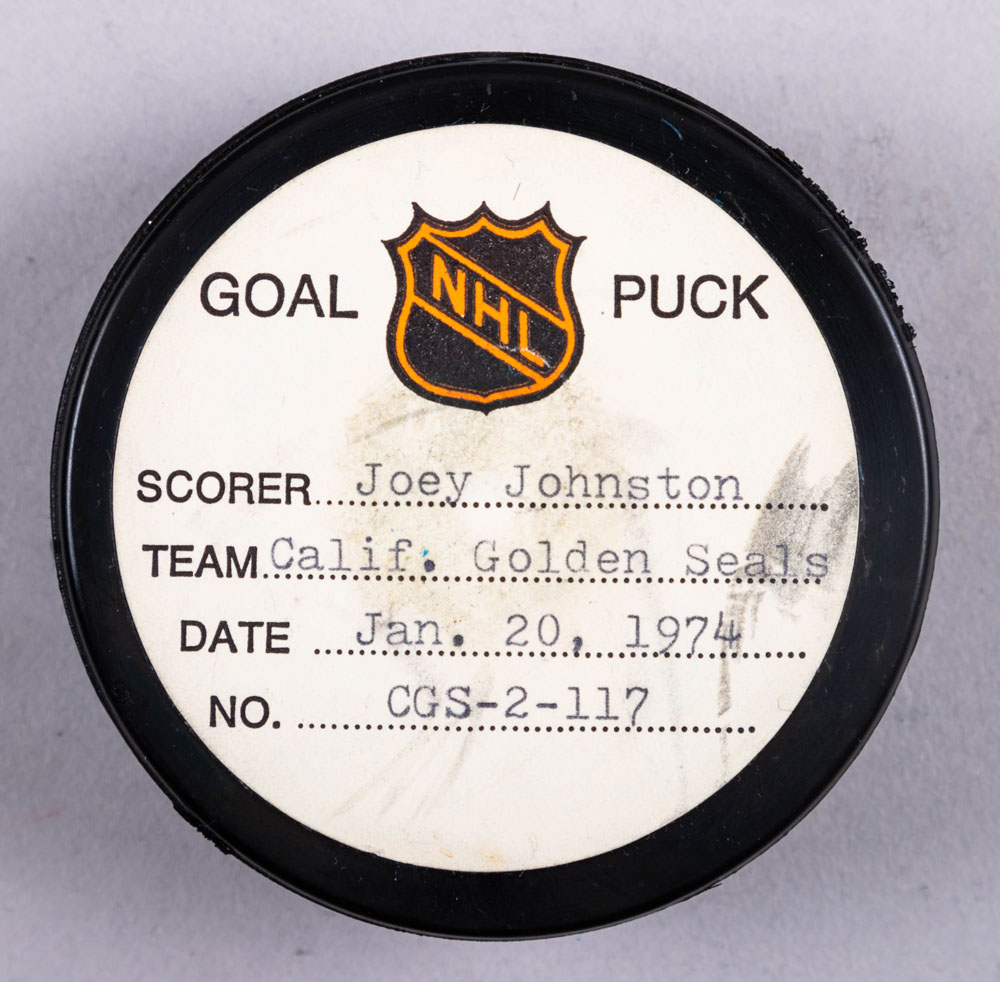 GOAL NHL PUCK
SCORER....Joey Johnston
TEAM..Calif. Golden Seals
DATE ....Jan. 20, 1974
NO. ....CGS-2-117